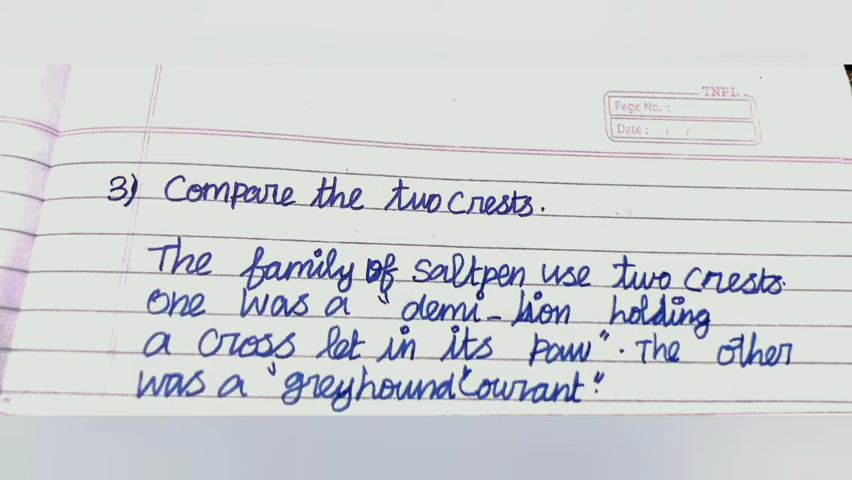 TNPL
Page No. :
Date : / /
3) Compare the two crests.
The family of saltpen use two crests.
one was a "demi - lion holding
a cross let in its paw". The other
was a "greyhound "courant".